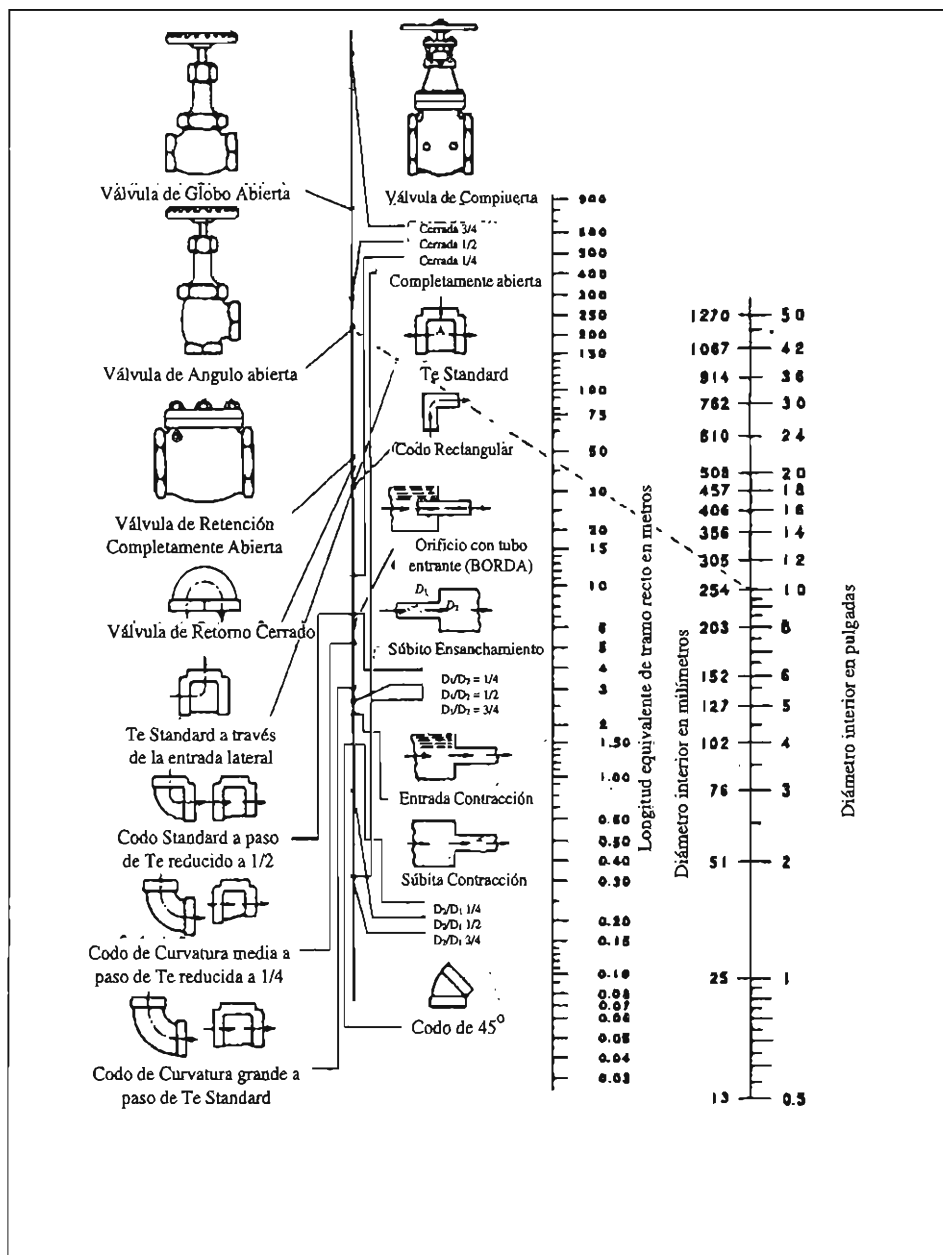 Válvula de Globo Abierta
Válvula de Angulo abierta
Válvula de Retención
Completamente Abierta
Válvula de Retorno Cerrado
Te Standard a través
de la entrada lateral
Codo Standard a paso
de Te reducido a 1/2
Codo de Curvatura media a
paso de Te reducida a 1/4
Codo de Curvatura grande a
paso de Te Standard
Válvula de Compiuerta
Cerrada 3/4
Cerrada 1/2
Cerrada 1/4
Completamente abierta
A
Te Standard
Codo Rectangular
Orificio con tubo
entrante (BORDA)
D₁
D₂
Súbito Ensanchamiento
D₁/D₂ = 1/4
D₁/D₂ = 1/2
D₁/D₂ = 3/4
Entrada Contracción
Súbita Contracción
D₂/D₁ 1/4
D₂/D₁ 1/2
D₂/D₁ 3/4
Codo de 45°
400
250
200
100
75
50
20
15
10
4
3
2
1.50
1.00
0.50
0.40
0.30
0.20
0.15
0.10
0.05
0.04
0.03
Longitud equivalente de tramo recto en metros
Diámetro interior en milímetros
1270
1067
914
762
610
508
457
406
356
305
254
203
152
127
102
76
51
25
13
50
42
36
30
24
20
18
16
14
12
10
8
6
5
4
3
2
1
0.5
Diámetro interior en pulgadas